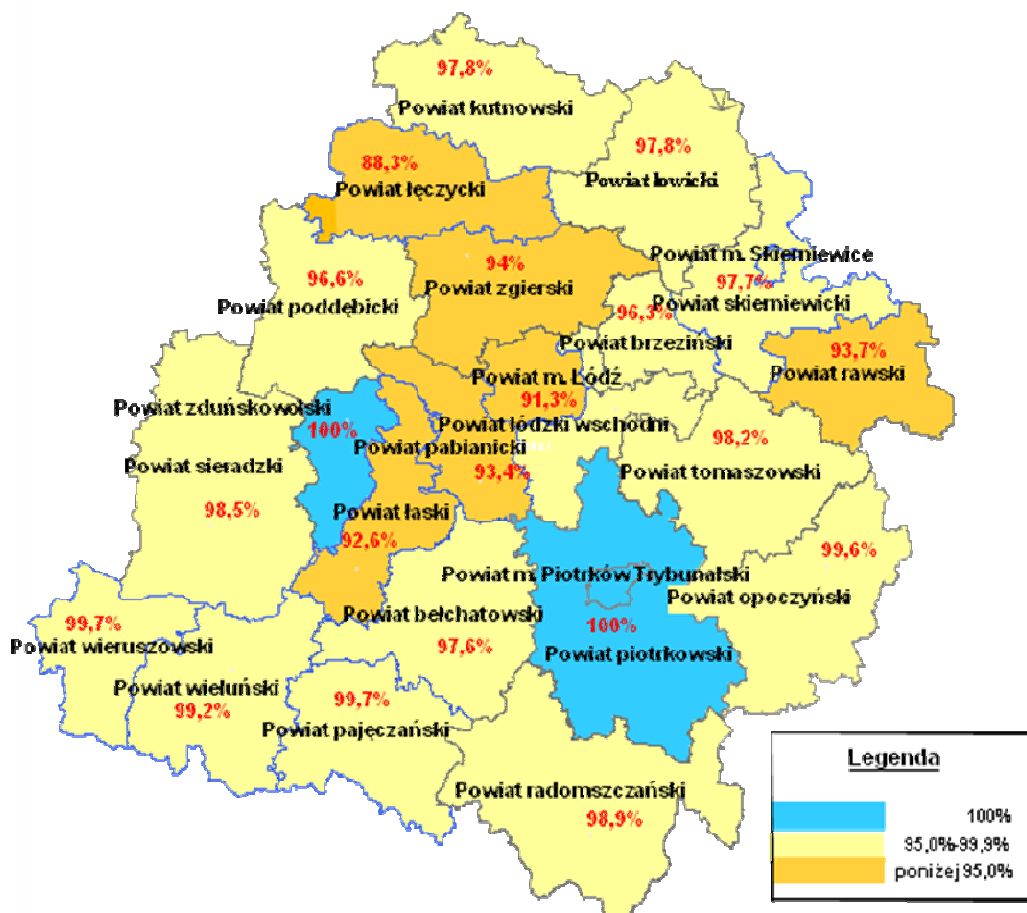 97,8%
Powiat kutnowski
97,8%
Powiat łowicki
88,3%
Powiat łęczycki
Powiat m. Skierniewice
97,7%
Powiat skierniewicki
94%
Powiat zgierski
96,6%
Powiat poddębicki
96,3%
Powiat brzeziński
93,7%
Powiat rawski
Powiat m. Łódź
91,3%
Powiat zduńskowolski
100%
Powiat łódzki wschodni
Powiat pabianicki
93,4%
98,2%
Powiat tomaszowski
Powiat sieradzki
98,5%
Powiat łaski
92,6%
99,6%
Powiat opoczyński
Powiat m. Piotrków Trybunalski
100%
Powiat piotrkowski
Powiat bełchatowski
97,6%
99,7%
Powiat wieruszowski
Powiat wieluński
99,2%
99,7%
Powiat pajęczański
Powiat radomszczański
98,9%
Legenda
100%
95,0%-99,9%
poniżej 95,0%